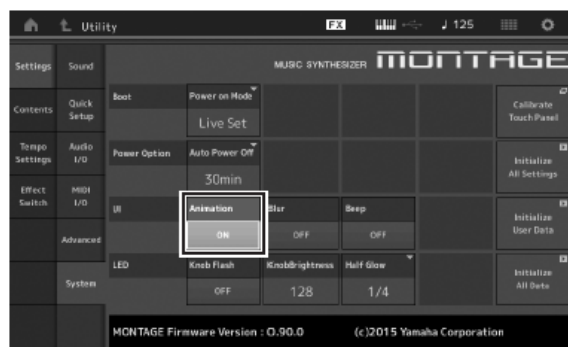 Utility FX ♩ 125
MUSIC SYNTHESIZER MONTAGE
Settings
Sound
Contents
Quick
Setup
Tempo
Settings
Audio
I/O
Effect
Switch
MIDI
I/O
Advanced
System
Boot
Power on Mode
Live Set
Power Option
Auto Power Off
30min
UI
Animation
ON
Blur
OFF
Beep
OFF
LED
Knob Flash
OFF
KnobBrightness
128
Half Glow
1/4
Calibrate
Touch Panel
Initialize
All Settings
Initialize
User Data
Initialize
All Data
MONTAGE Firmware Version : 0.90.0 (c)2015 Yamaha Corporation